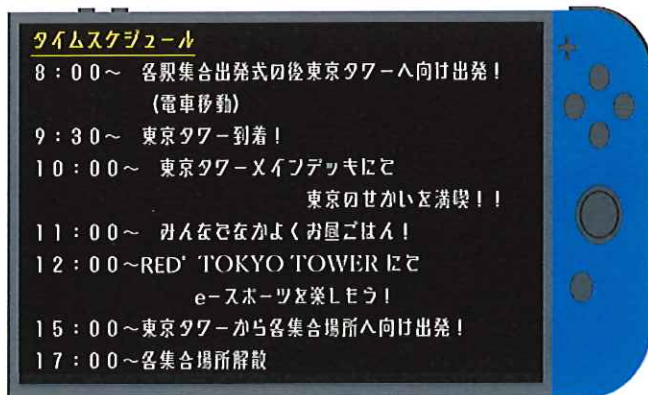 タイムスケジュール
8：00～ 各駅集合出発式の後東京タワーへ向け出発！
(電車移動)
9：30～ 東京タワー到着！
10：00～ 東京タワーメインデッキにて
東京のせかいを満喫！！
11：00～ みんなでなかよくお昼ごはん！
12：00～RED° TOKYO TOWERにて
e-スポーツを楽しもう！
15：00～東京タワーから各集合場所へ向け出発！
17：00～各集合場所解散